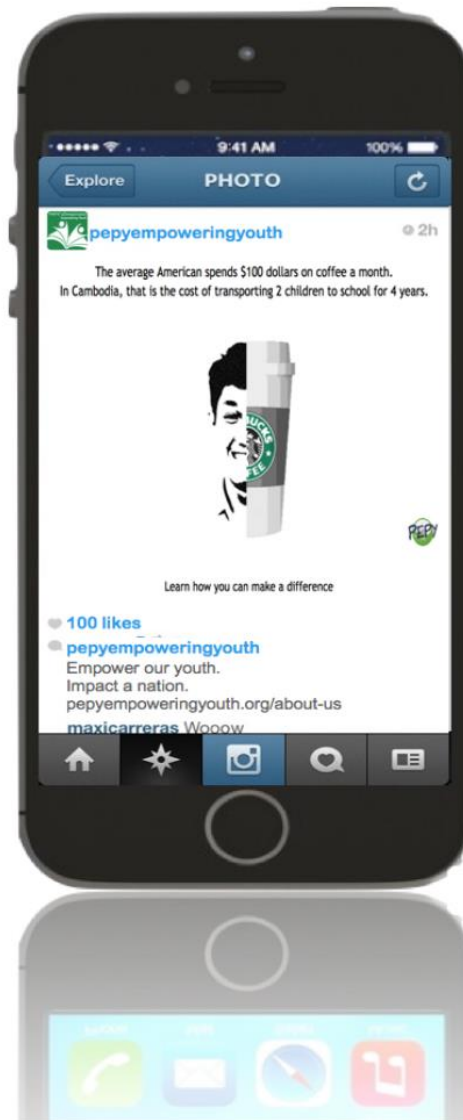 9:41 AM
100%
Explore
PHOTO
pepyempoweringyouth
2h
The average American spends $100 dollars on coffee a month.
In Cambodia, that is the cost of transporting 2 children to school for 4 years.
PEPY
Learn how you can make a difference
100 likes
pepyempoweringyouth
Empower our youth.
Impact a nation.
pepyempoweringyouth.org/about-us
maxicarreras Wooow